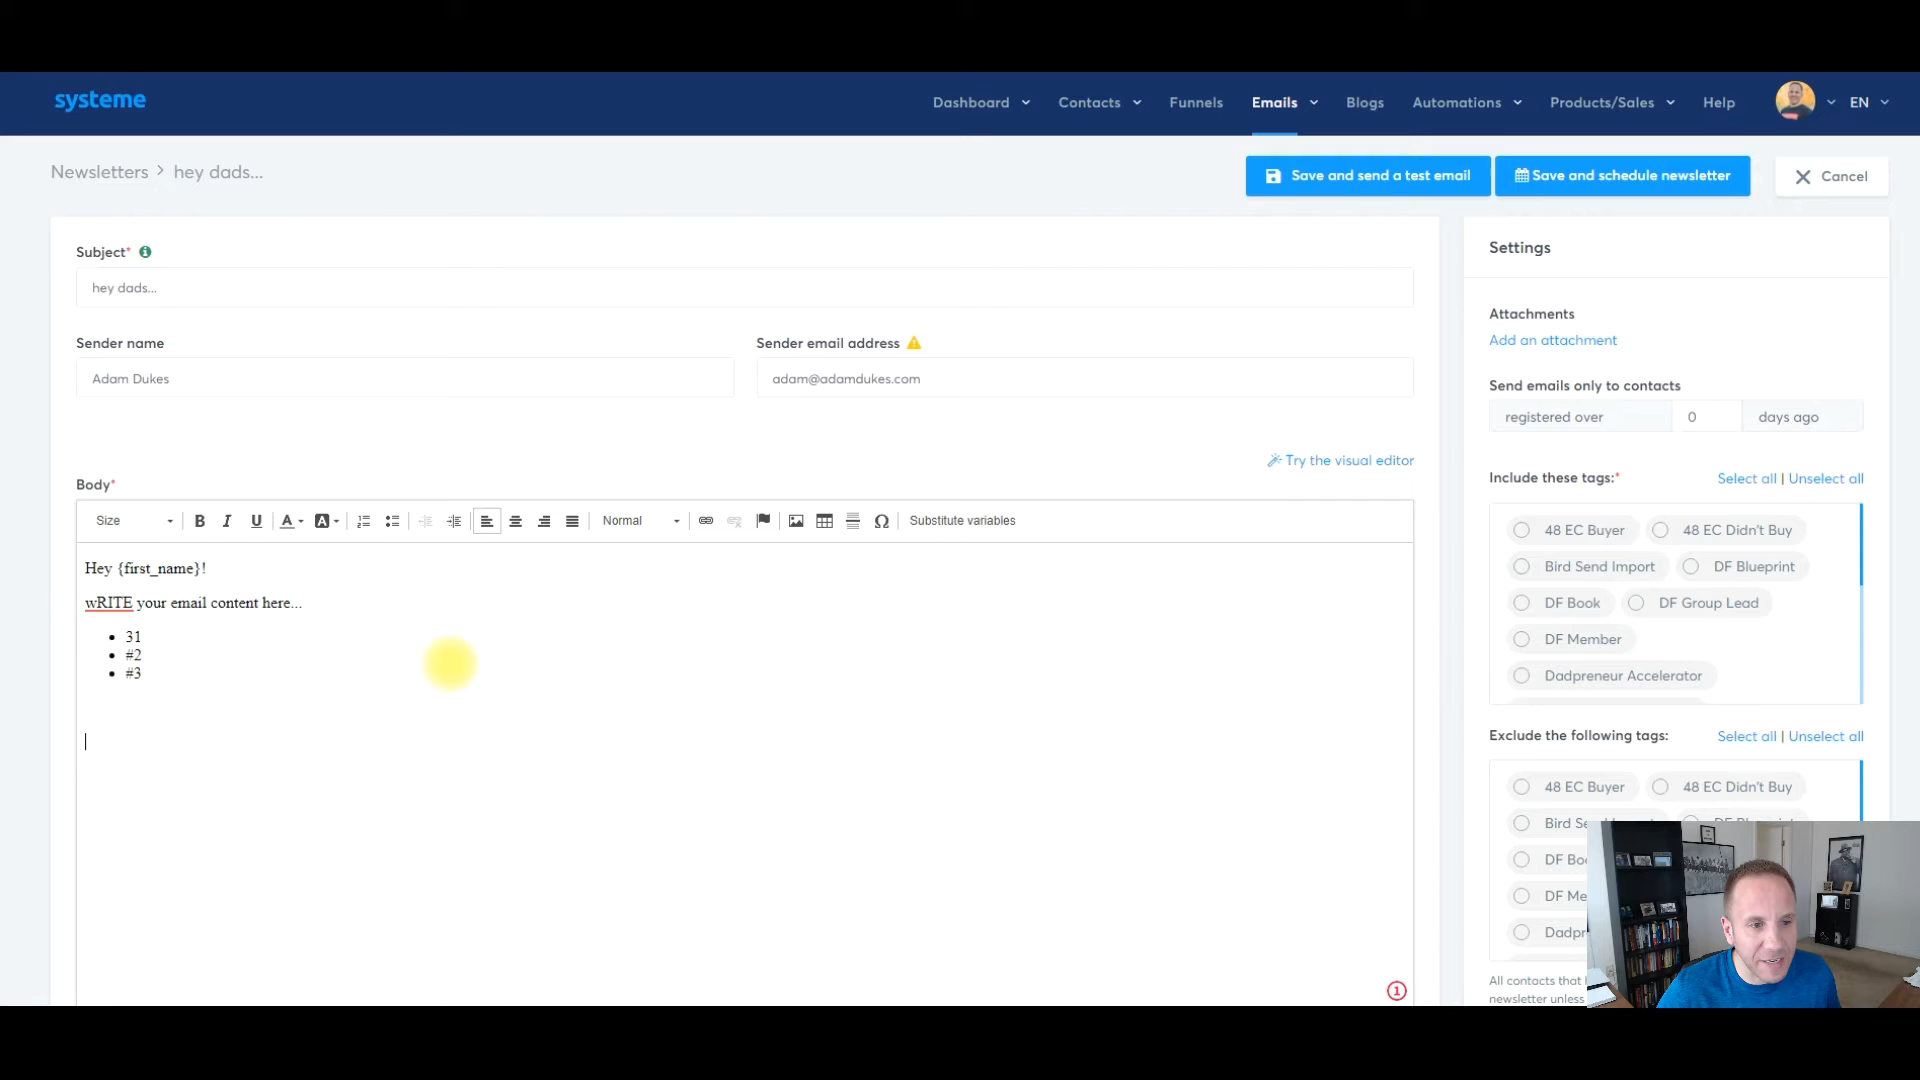 systeme
Dashboard Contacts Funnels Emails Blogs Automations Products/Sales Help EN
Newsletters > hey dads...
Save and send a test email
Save and schedule newsletter
Cancel
Subject*
hey dads...
Sender name
Sender email address
Adam Dukes
adam@adamdukes.com
Try the visual editor
Body*
Size B I U A A Normal Ω Substitute variables
Hey {first_name}!
wRITE your email content here...
• 31
• #2
• #3
1
Settings
Attachments
Add an attachment
Send emails only to contacts
registered over 0 days ago
Include these tags:* Select all | Unselect all
48 EC Buyer 48 EC Didn't Buy
Bird Send Import DF Blueprint
DF Book DF Group Lead
DF Member
Dadpreneur Accelerator
Exclude the following tags: Select all | Unselect all
48 EC Buyer 48 EC Didn't Buy
Bird
DF
DF
All contacts that
newsletter unless